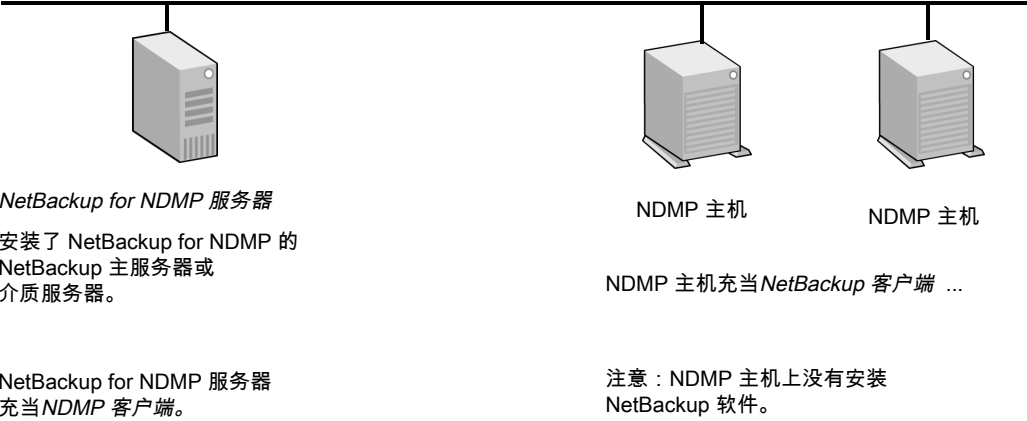 NetBackup for NDMP 服务器
安装了 NetBackup for NDMP 的
NetBackup 主服务器或
介质服务器。
NetBackup for NDMP 服务器
充当NDMP 客户端。
NDMP 主机
NDMP 主机
NDMP 主机充当NetBackup 客户端 ...
注意：NDMP 主机上没有安装
NetBackup 软件。